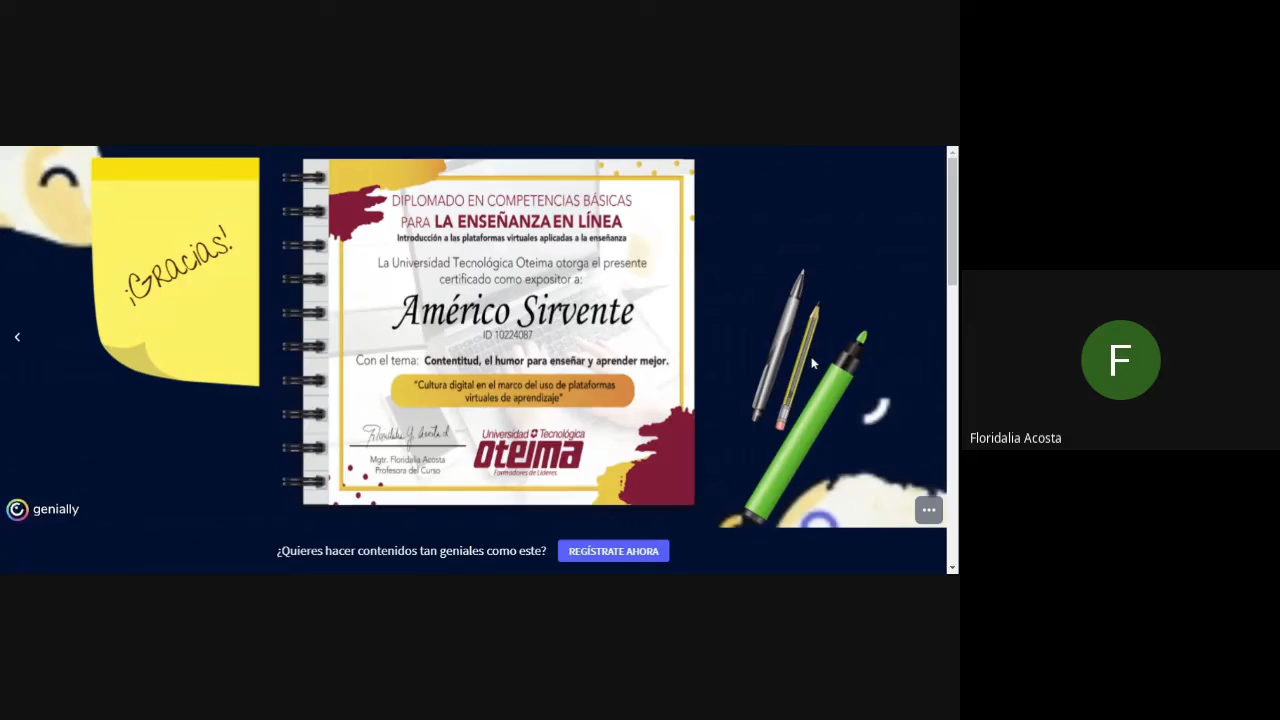 ¡Gracias!
DIPLOMADO EN COMPETENCIAS BÁSICAS
PARA LA ENSEÑANZA EN LÍNEA
Introducción a las plataformas virtuales aplicadas a la enseñanza
La Universidad Tecnológica Oteima otorga el presente
certificado como expositor a:
Américo Sirvente
ID 10224087
Con el tema: Contentitud, el humor para enseñar y aprender mejor.
"Cultura digital en el marco del uso de plataformas
virtuales de aprendizaje"
Floridalia Y. Acosta d
Mgtr. Floridalia Acosta
Profesora del Curso
Universidad Tecnológica
oteima
Formadores de Líderes
genially
¿Quieres hacer contenidos tan geniales como este?
REGÍSTRATE AHORA
F
Floridalia Acosta